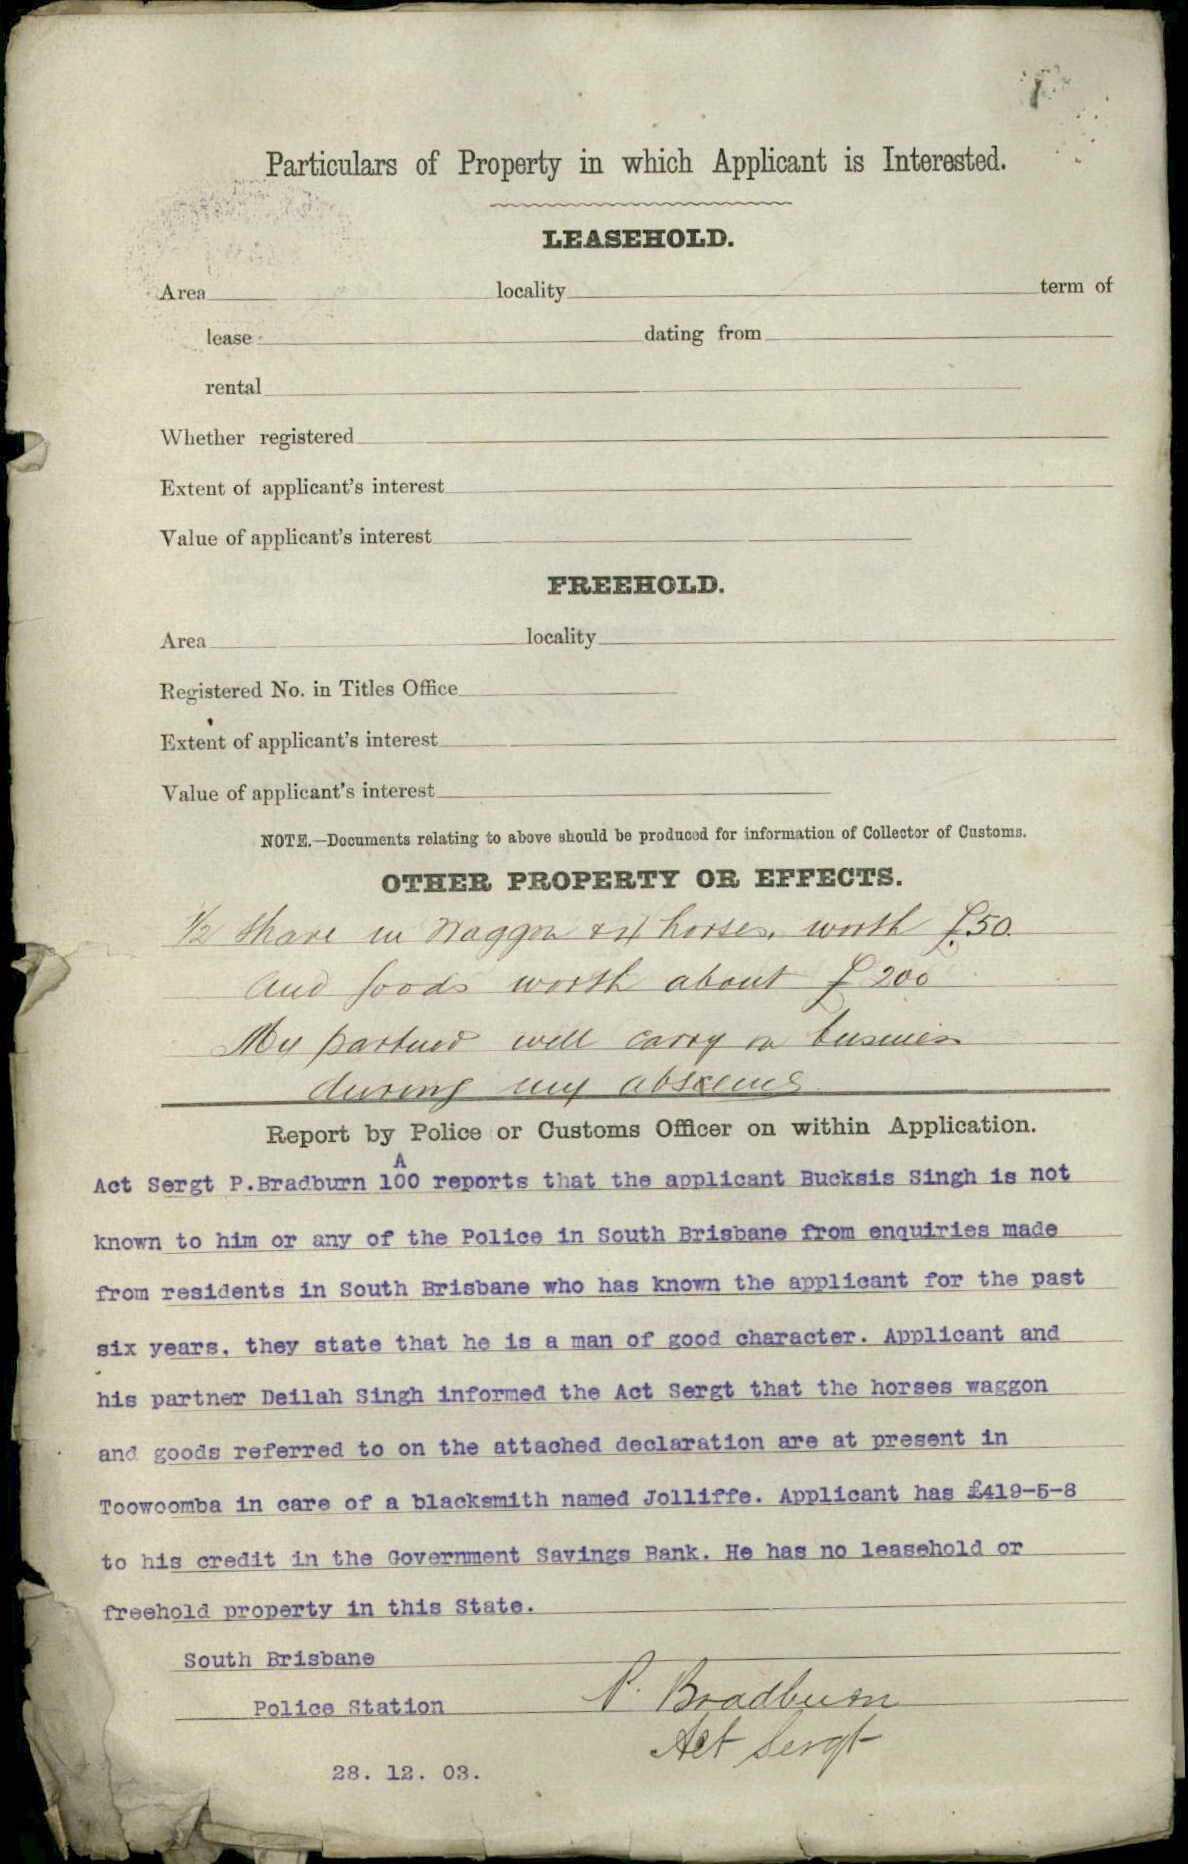 Particulars of Property in which Applicant is Interested.
LEASEHOLD.
Area locality term of
lease dating from
rental
Whether registered
Extent of applicant's interest
Value of applicant's interest
FREEHOLD.
Area locality
Registered No. in Titles Office
Extent of applicant's interest
Value of applicant's interest
NOTE.—Documents relating to above should be produced for information of Collector of Customs.
OTHER PROPERTY OR EFFECTS.
1/2 Share in Waggon & 4 horses. worth £50.
and goods worth about £200
My partner will carry on business
during my absence
Report by Police or Customs Officer on within Application.
A
Act Sergt P.Bradburn 100 reports that the applicant Bucksis Singh is not
known to him or any of the Police in South Brisbane from enquiries made
from residents in South Brisbane who has known the applicant for the past
six years. they state that he is a man of good character. Applicant and
his partner Deilah Singh informed the Act Sergt that the horses waggon
and goods referred to on the attached declaration are at present in
Toowoomba in care of a blacksmith named Jolliffe. Applicant has £419-5-8
to his credit in the Government Savings Bank. He has no leasehold or
freehold property in this State.
South Brisbane
Police Station
P. Bradburn
Act Sergt
28. 12. 03.